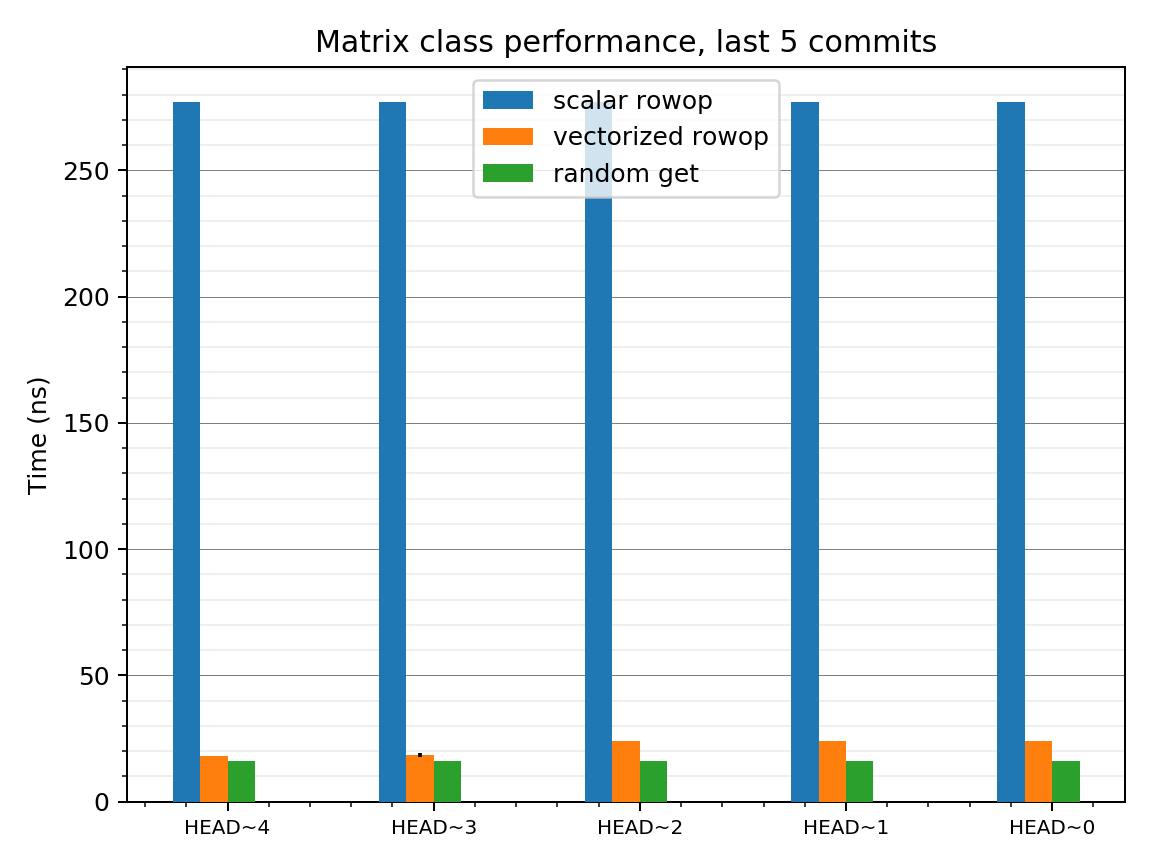 Matrix class performance, last 5 commits
scalar rowop
vectorized rowop
random get
Time (ns)
250
200
150
100
50
0
HEAD~4 HEAD~3 HEAD~2 HEAD~1 HEAD~0